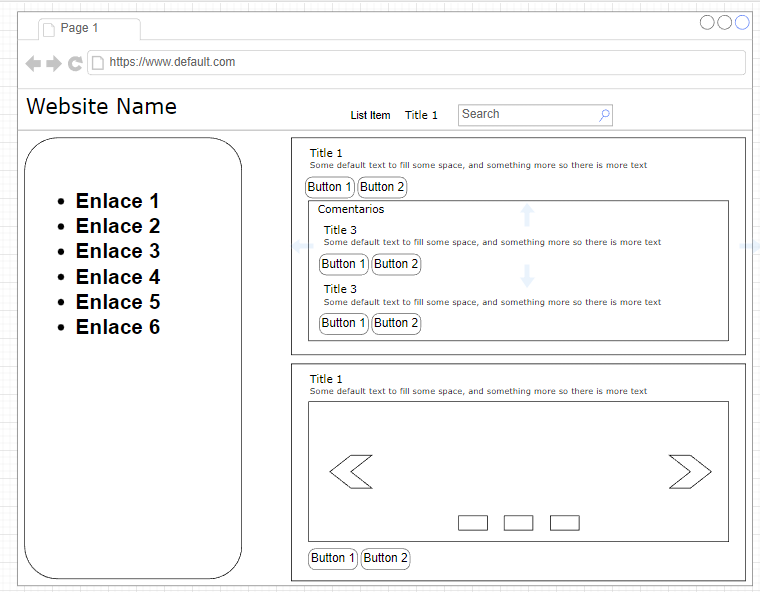 Page 1
https://www.default.com
Website Name
List Item Title 1 Search
Enlace 1
Enlace 2
Enlace 3
Enlace 4
Enlace 5
Enlace 6
Title 1
Some default text to fill some space, and something more so there is more text
Button 1 Button 2
Comentarios
Title 3
Some default text to fill some space, and something more so there is more text
Button 1 Button 2
Title 3
Some default text to fill some space, and something more so there is more text
Button 1 Button 2
Title 1
Some default text to fill some space, and something more so there is more text
Button 1 Button 2